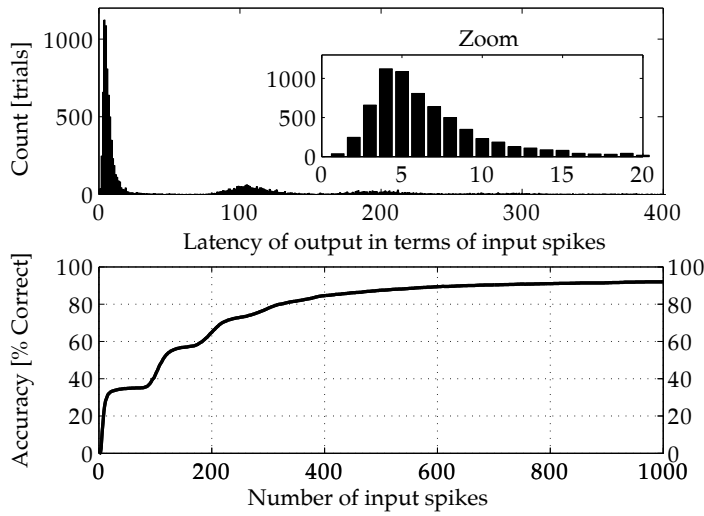 Zoom
Count [trials]
1000
500
0
1000
500
0
0 5 10 15 20
0 100 200 300 400
Latency of output in terms of input spikes
Accuracy [% Correct]
100 100
80 80
60 60
40 40
20 20
0 0
0 200 400 600 800 1000
Number of input spikes